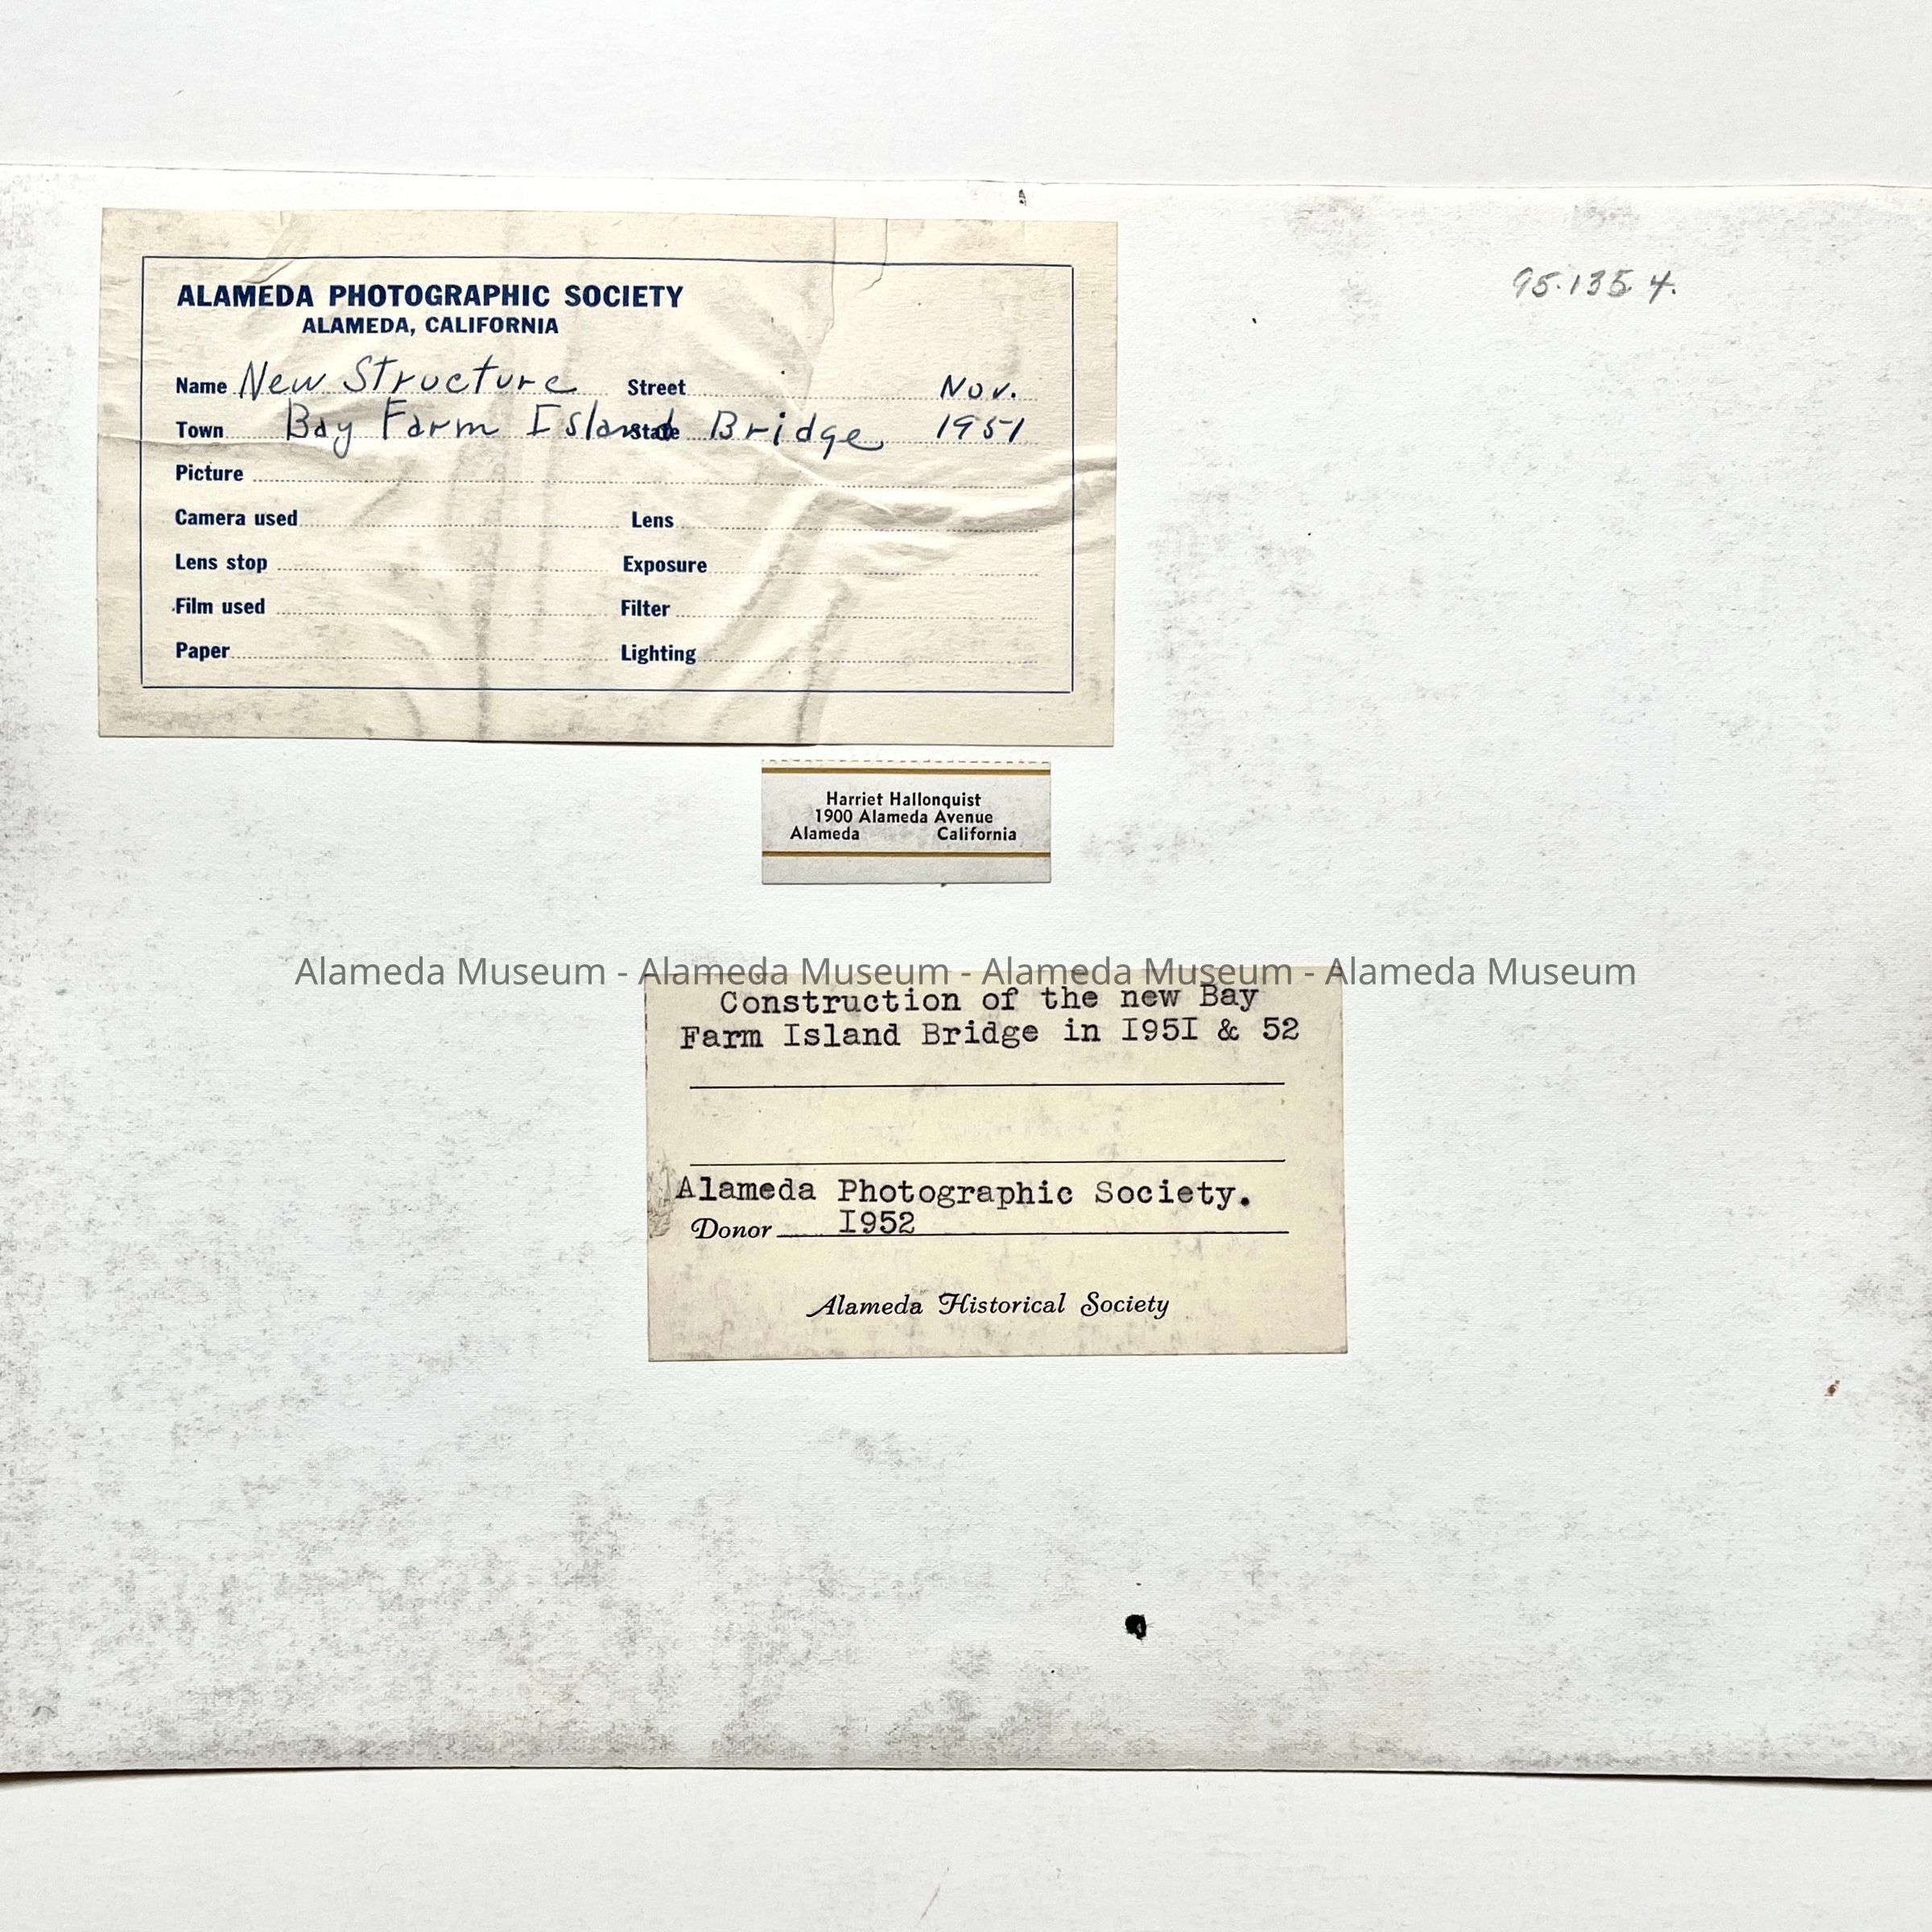 95.135.4.
ALAMEDA PHOTOGRAPHIC SOCIETY
ALAMEDA, CALIFORNIA
Name New Structure Street Nov.
Town Bay Farm Island State Bridge 1951
Picture
Camera used Lens
Lens stop Exposure
Film used Filter
Paper Lighting
Harriet Hallonquist
1900 Alameda Avenue
Alameda California
Alameda Museum - Alameda Museum - Alameda Museum - Alameda Museum
Construction of the new Bay
Farm Island Bridge in I95I & 52
Alameda Photographic Society.
Donor I952
Alameda Historical Society